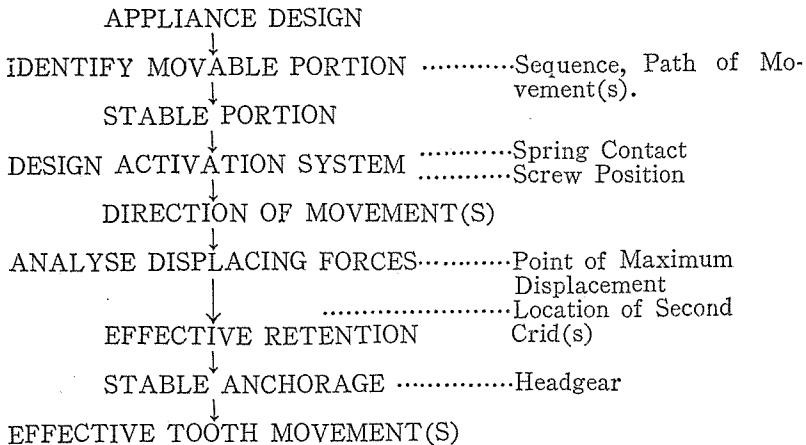 APPLIANCE DESIGN
IDENTIFY MOVABLE PORTION ............Sequence, Path of Mo-
vement(s).
STABLE PORTION
DESIGN ACTIVATION SYSTEM ............Spring Contact
............Screw Position
DIRECTION OF MOVEMENT(S)
ANALYSE DISPLACING FORCES............Point of Maximum
Displacement
........................Location of Second
EFFECTIVE RETENTION Crid(s)
STABLE ANCHORAGE ...............Headgear
EFFECTIVE TOOTH MOVEMENT(S)